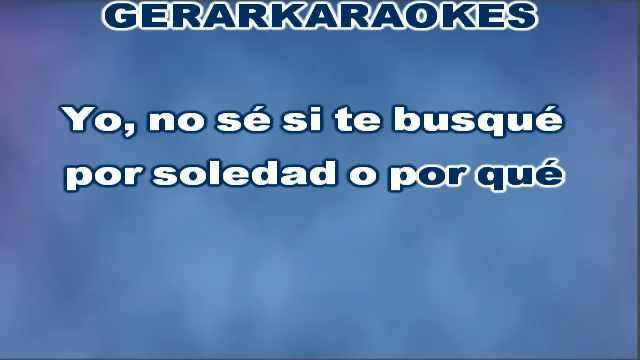 GERARKARAOKES
Yo, no sé si te busqué
por soledad o por qué